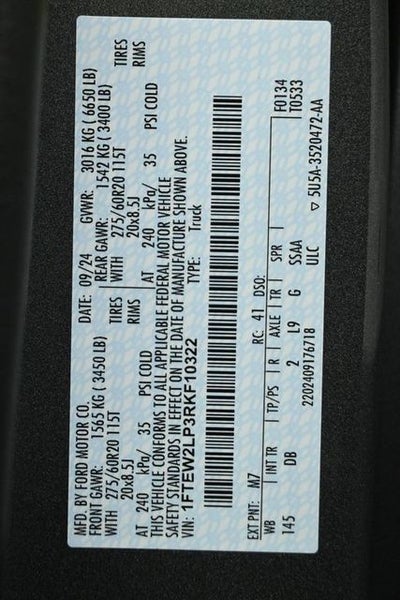 MFD. BY FORD MOTOR CO.
DATE: 09/24 GVWR: 3016 KG ( 6650 LB)
FRONT GAWR: 1565 KG ( 3450 LB) REAR GAWR: 1542 KG ( 3400 LB)
WITH 275/60R20 115T TIRES WITH 275/60R20 115T TIRES
20x8.5J RIMS 20x8.5J RIMS
AT 240 kPa/ 35 PSI COLD AT 240 kPa/ 35 PSI COLD
THIS VEHICLE CONFORMS TO ALL APPLICABLE FEDERAL MOTOR VEHICLE
SAFETY STANDARDS IN EFFECT ON THE DATE OF MANUFACTURE SHOWN ABOVE.
VIN: 1FTEW2LP3RKF10322 TYPE: Truck
EXT PNT: M7 RC: 41 DSO: F0134
WB INT TR TP/PS R AXLE TR SPR T0533
145 DB 2 L9 G SSAA
ULC
2202409176718 ▽ 5U5A-3520472-AA